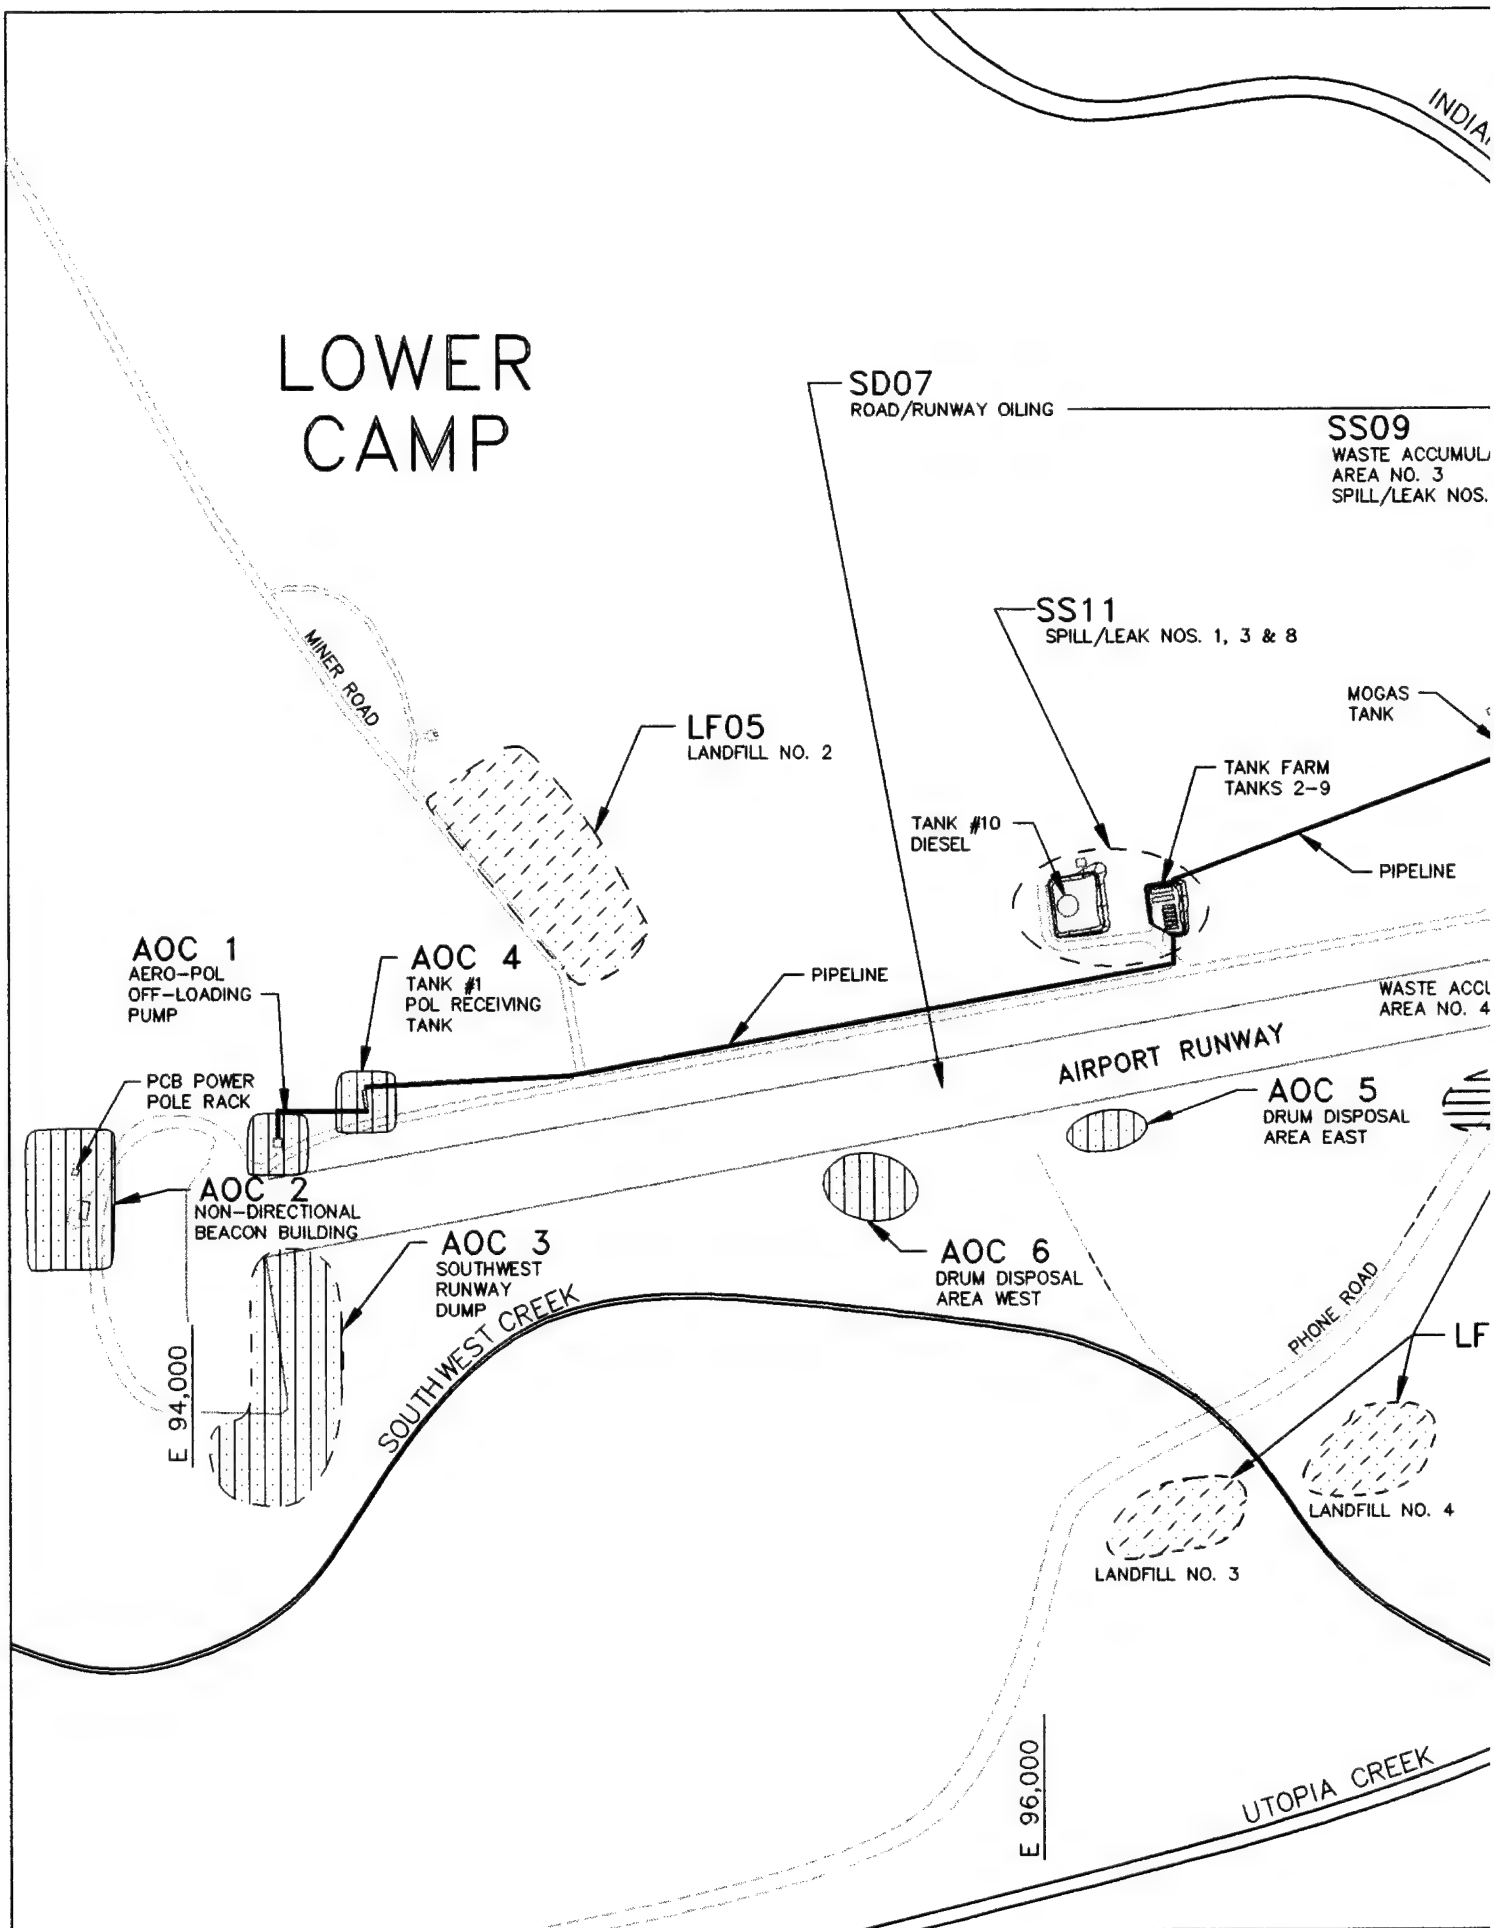 INDIA
LOWER
CAMP
SD07
ROAD/RUNWAY OILING
SS09
WASTE ACCUMUL
AREA NO. 3
SPILL/LEAK NOS.
SS11
SPILL/LEAK NOS. 1, 3 & 8
MINER ROAD
MOGAS
TANK
LF05
LANDFILL NO. 2
TANK FARM
TANKS 2-9
TANK #10
DIESEL
PIPELINE
AOC 1
AERO-POL
OFF-LOADING
PUMP
AOC 4
TANK #1
POL RECEIVING
TANK
PIPELINE
WASTE ACCU
AREA NO. 4
AIRPORT RUNWAY
PCB POWER
POLE RACK
AOC 5
DRUM DISPOSAL
AREA EAST
AOC 2
NON-DIRECTIONAL
BEACON BUILDING
AOC 3
SOUTHWEST
RUNWAY
DUMP
AOC 6
DRUM DISPOSAL
AREA WEST
SOUTHWEST CREEK
PHONE ROAD
LF
E 94,000
LANDFILL NO. 4
LANDFILL NO. 3
E 96,000
UTOPIA CREEK